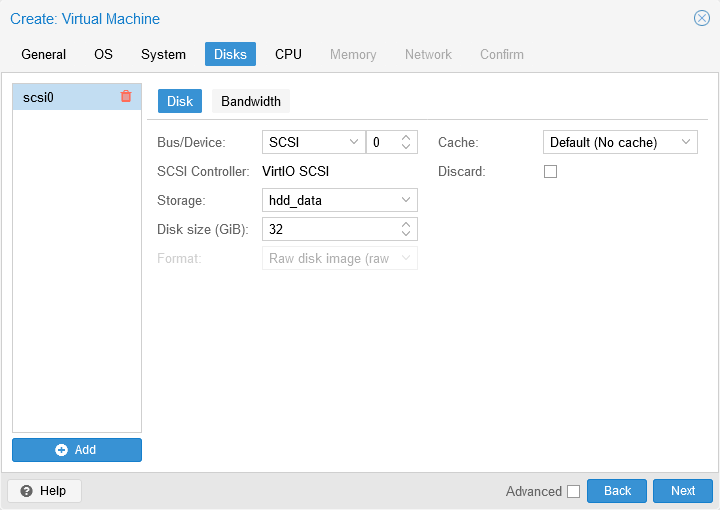 Create: Virtual Machine
General OS System Disks CPU Memory Network Confirm
scsi0
Disk Bandwidth
Bus/Device: SCSI 0 Cache: Default (No cache)
SCSI Controller: VirtIO SCSI Discard:
Storage: hdd_data
Disk size (GiB): 32
Format: Raw disk image (raw
Add
Help Advanced Back Next